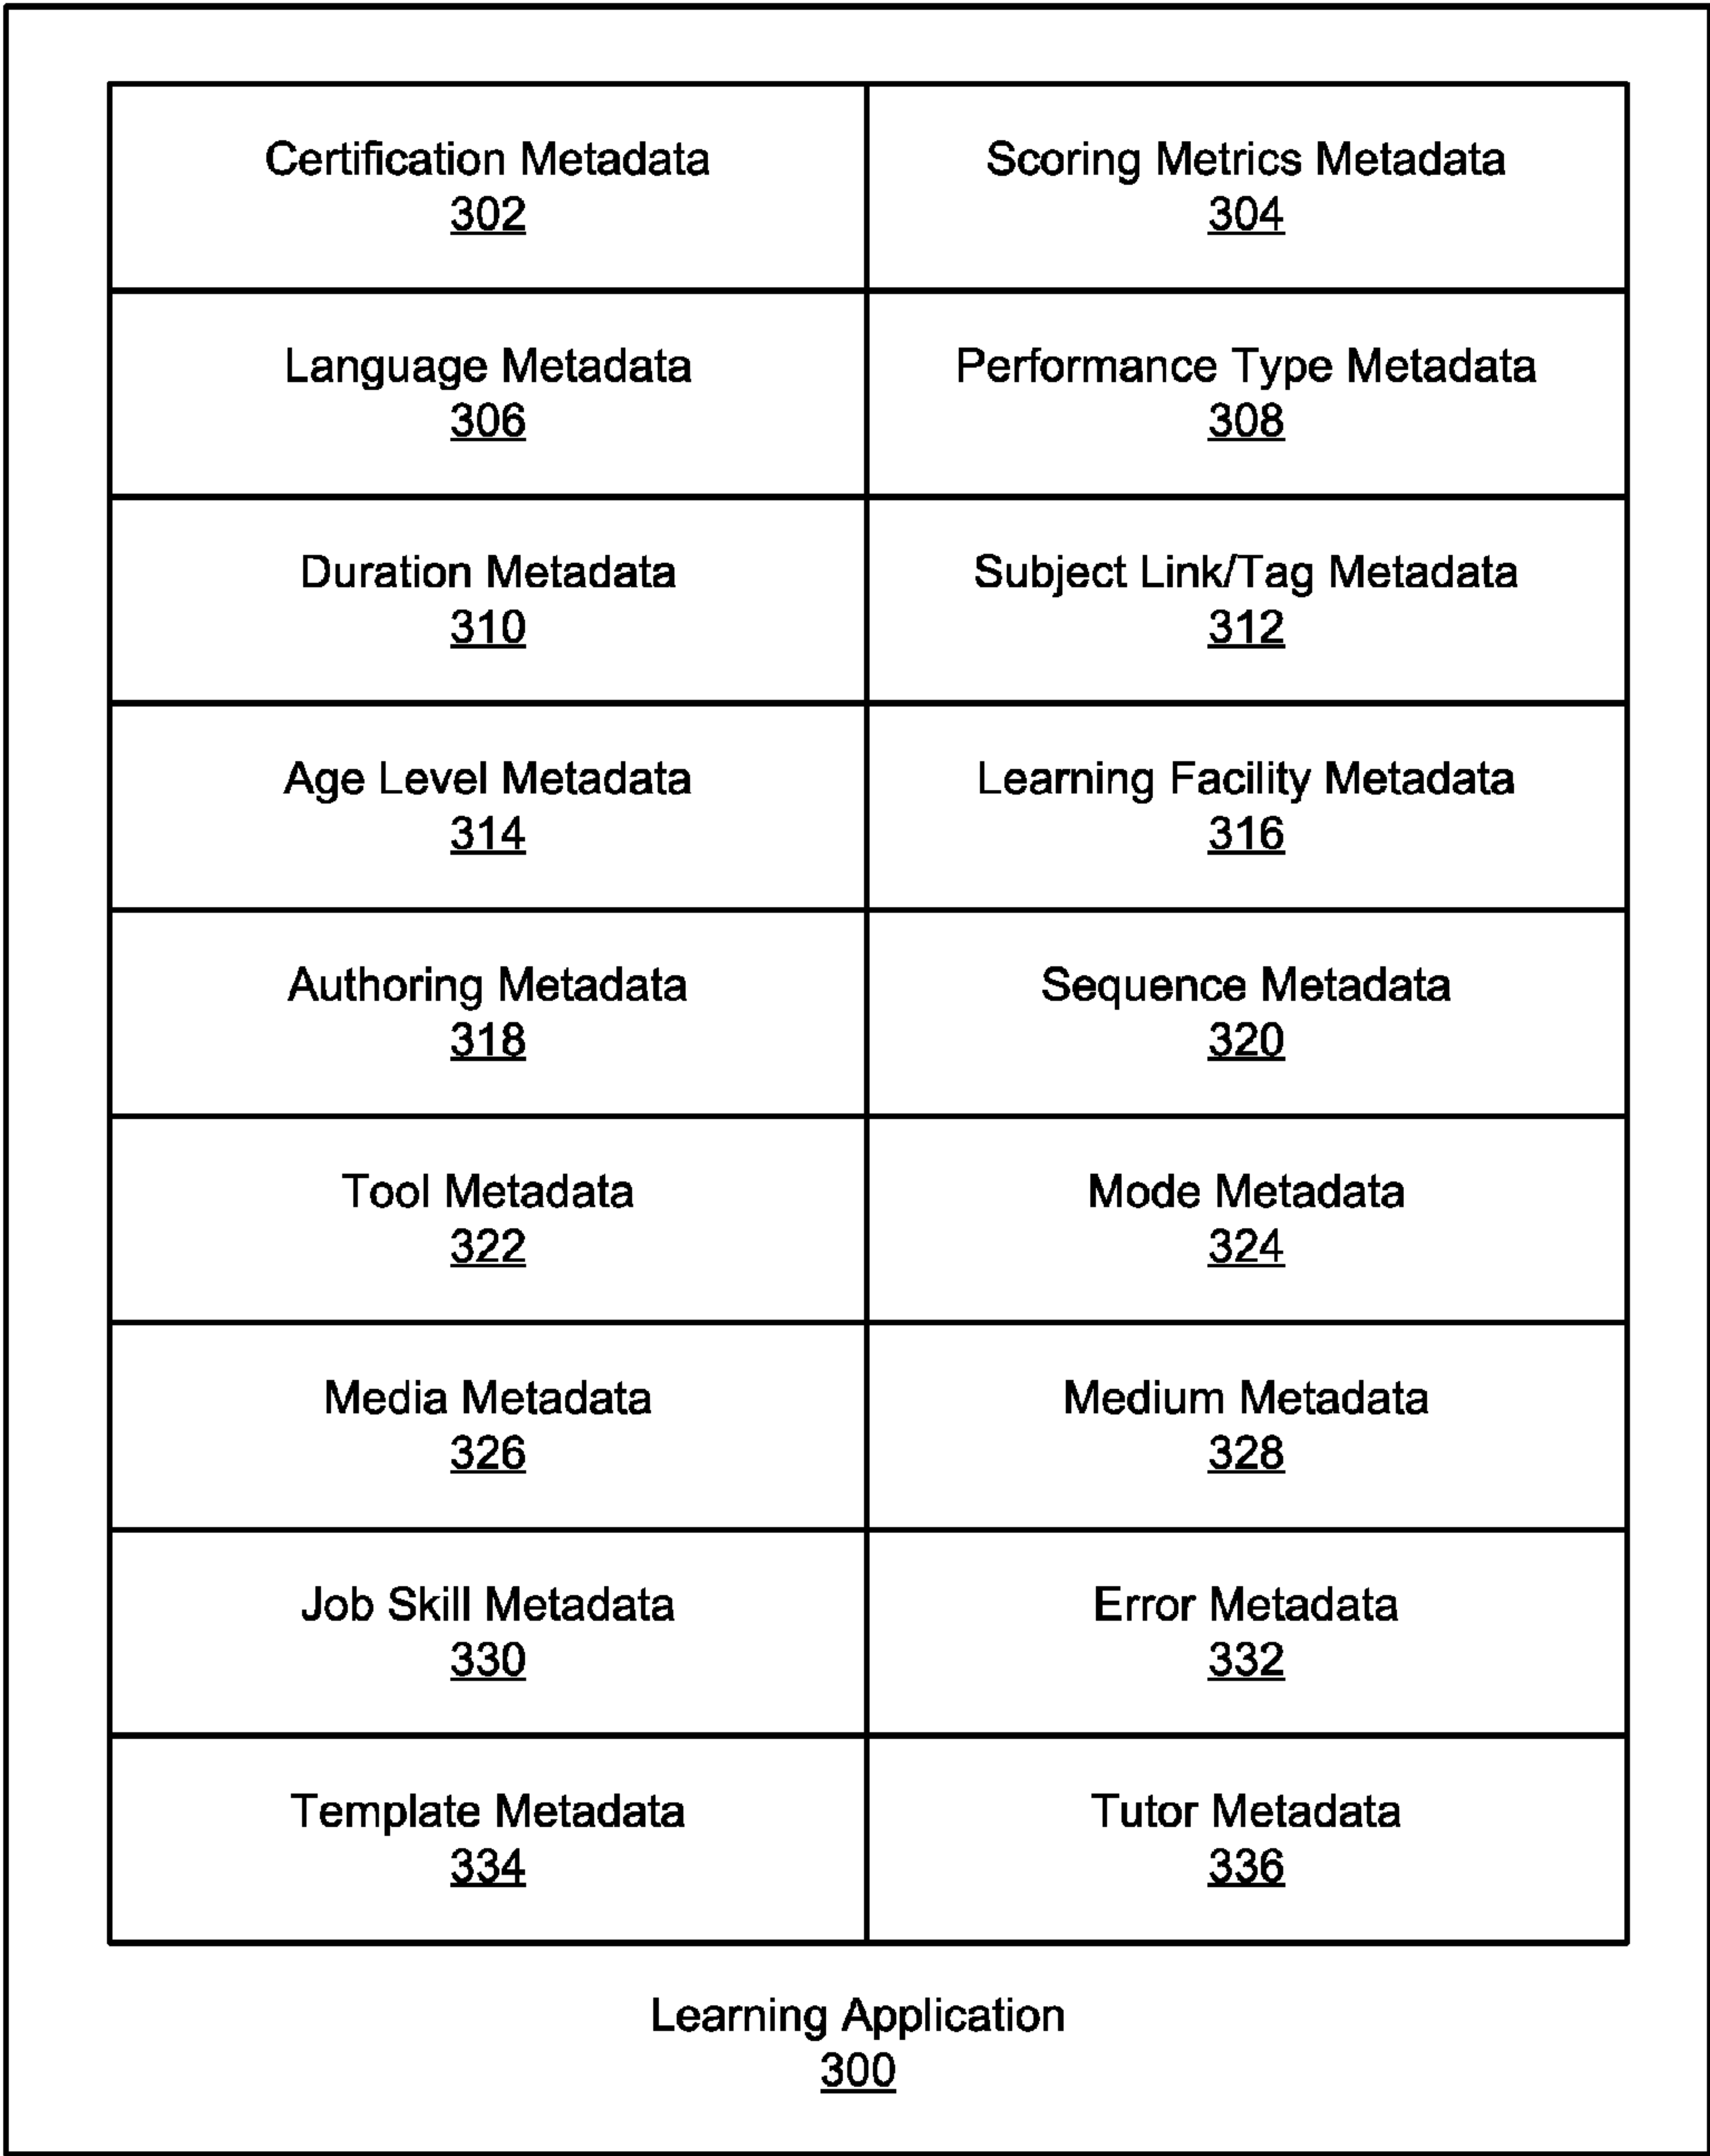 Certification Metadata
302
Scoring Metrics Metadata
304
Language Metadata
306
Performance Type Metadata
308
Duration Metadata
310
Subject Link/Tag Metadata
312
Age Level Metadata
314
Learning Facility Metadata
316
Authoring Metadata
318
Sequence Metadata
320
Tool Metadata
322
Mode Metadata
324
Media Metadata
326
Medium Metadata
328
Job Skill Metadata
330
Error Metadata
332
Template Metadata
334
Tutor Metadata
336
Learning Application
300